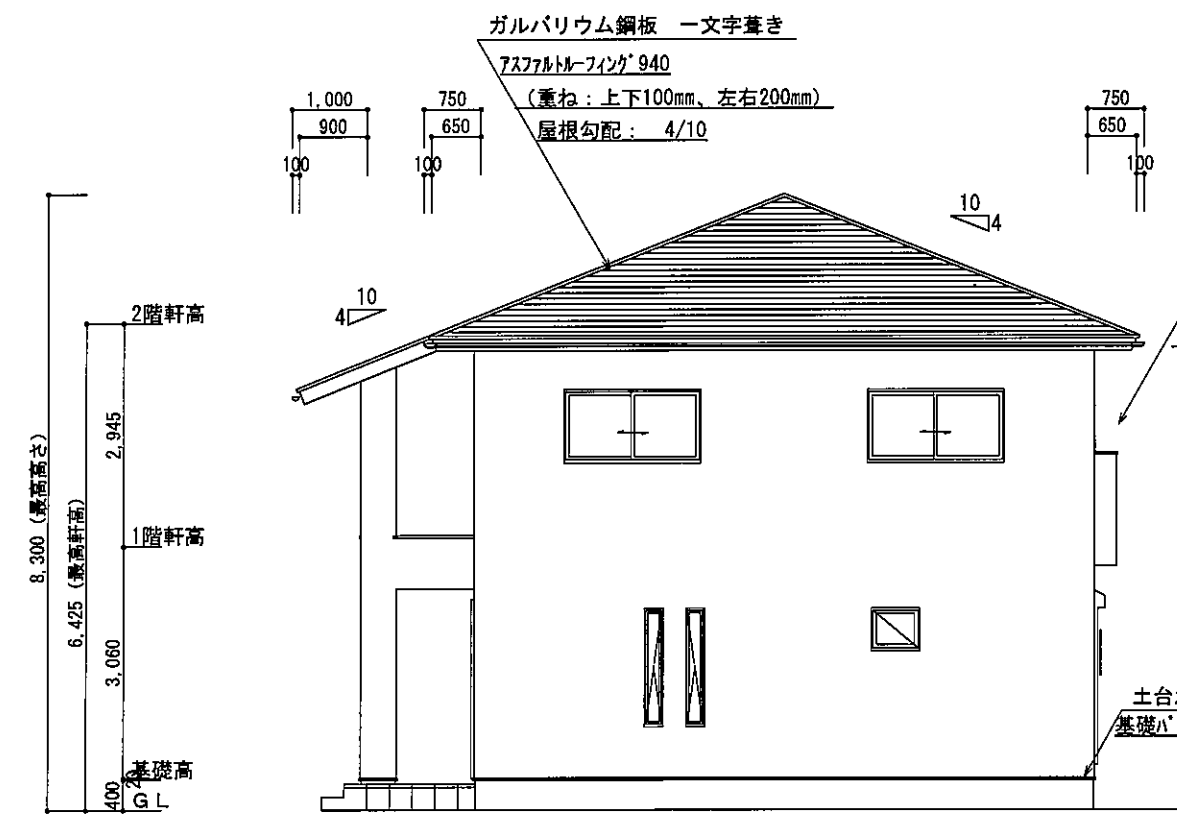 ガルバリウム鋼板　一文字葺き
アスファルトルーフィング940
(重ね：上下100mm、左右200mm)
屋根勾配：　4/10
1,000
900
100
750
650
100
750
650
100
10
4
10
4
2階軒高
2,945
1階軒高
3,060
8,300 (最高高さ)
6,425 (最高軒高)
基礎高
20
400
GL
土台
基礎パ